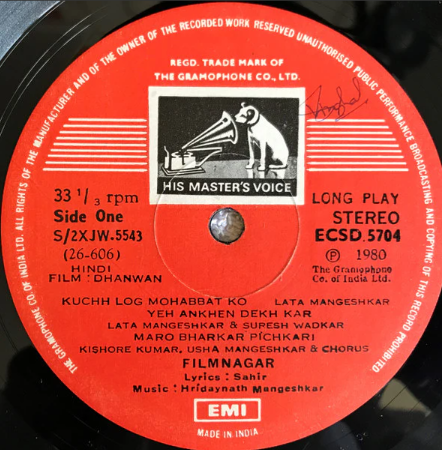 ALL RIGHTS OF THE MANUFACTURER AND OF THE OWNER OF THE RECORDED WORK RESERVED UNAUTHORISED PUBLIC PERFORMANCE BROADCASTING AND COPYING OF THIS RECORD PROHIBITED
THE GRAMOPHONE CO. OF INDIA LTD.
REGD. TRADE MARK OF
THE GRAMOPHONE CO., LTD.
HIS MASTER'S VOICE
33 1/3 rpm
Side One
S/2XJW-5543
(26-606)
HINDI
FILM : DHANWAN
LONG PLAY
STEREO
ECSD.5704
Ⓟ 1980
The Gramophone
Co. of India Ltd.
KUCHH LOG MOHABBAT KO LATA MANGESHKAR
YEH ANKHEN DEKH KAR
LATA MANGESHKAR & SURESH WADKAR
MARO BHARKAR PICHKARI
KISHORE KUMAR, USHA MANGESHKAR & CHORUS
FILMNAGAR
Lyrics : Sahir
Music : Hridaynath Mangeshkar
EMI
MADE IN INDIA